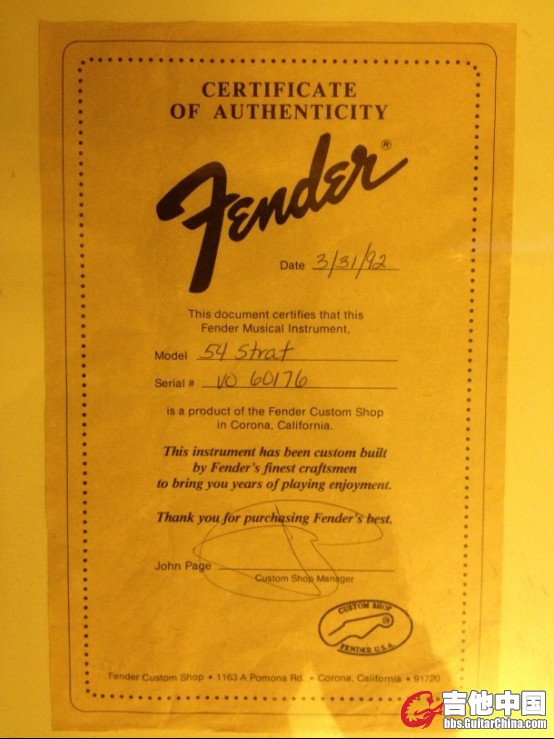 CERTIFICATE
OF AUTHENTICITY
Fender®
Date 3/31/92
This document certifies that this
Fender Musical Instrument,
Model 54 Strat
Serial # VO 60176
is a product of the Fender Custom Shop
in Corona, California.
This instrument has been custom built
by Fender's finest craftsmen
to bring you years of playing enjoyment.
Thank you for purchasing Fender's best.
John Page
Custom Shop Manager
CUSTOM SHOP
®
FENDER U.S.A.
Fender Custom Shop • 1163 A Pomona Rd. • Corona, California • 91720
吉他中国
bbs.GuitarChina.com